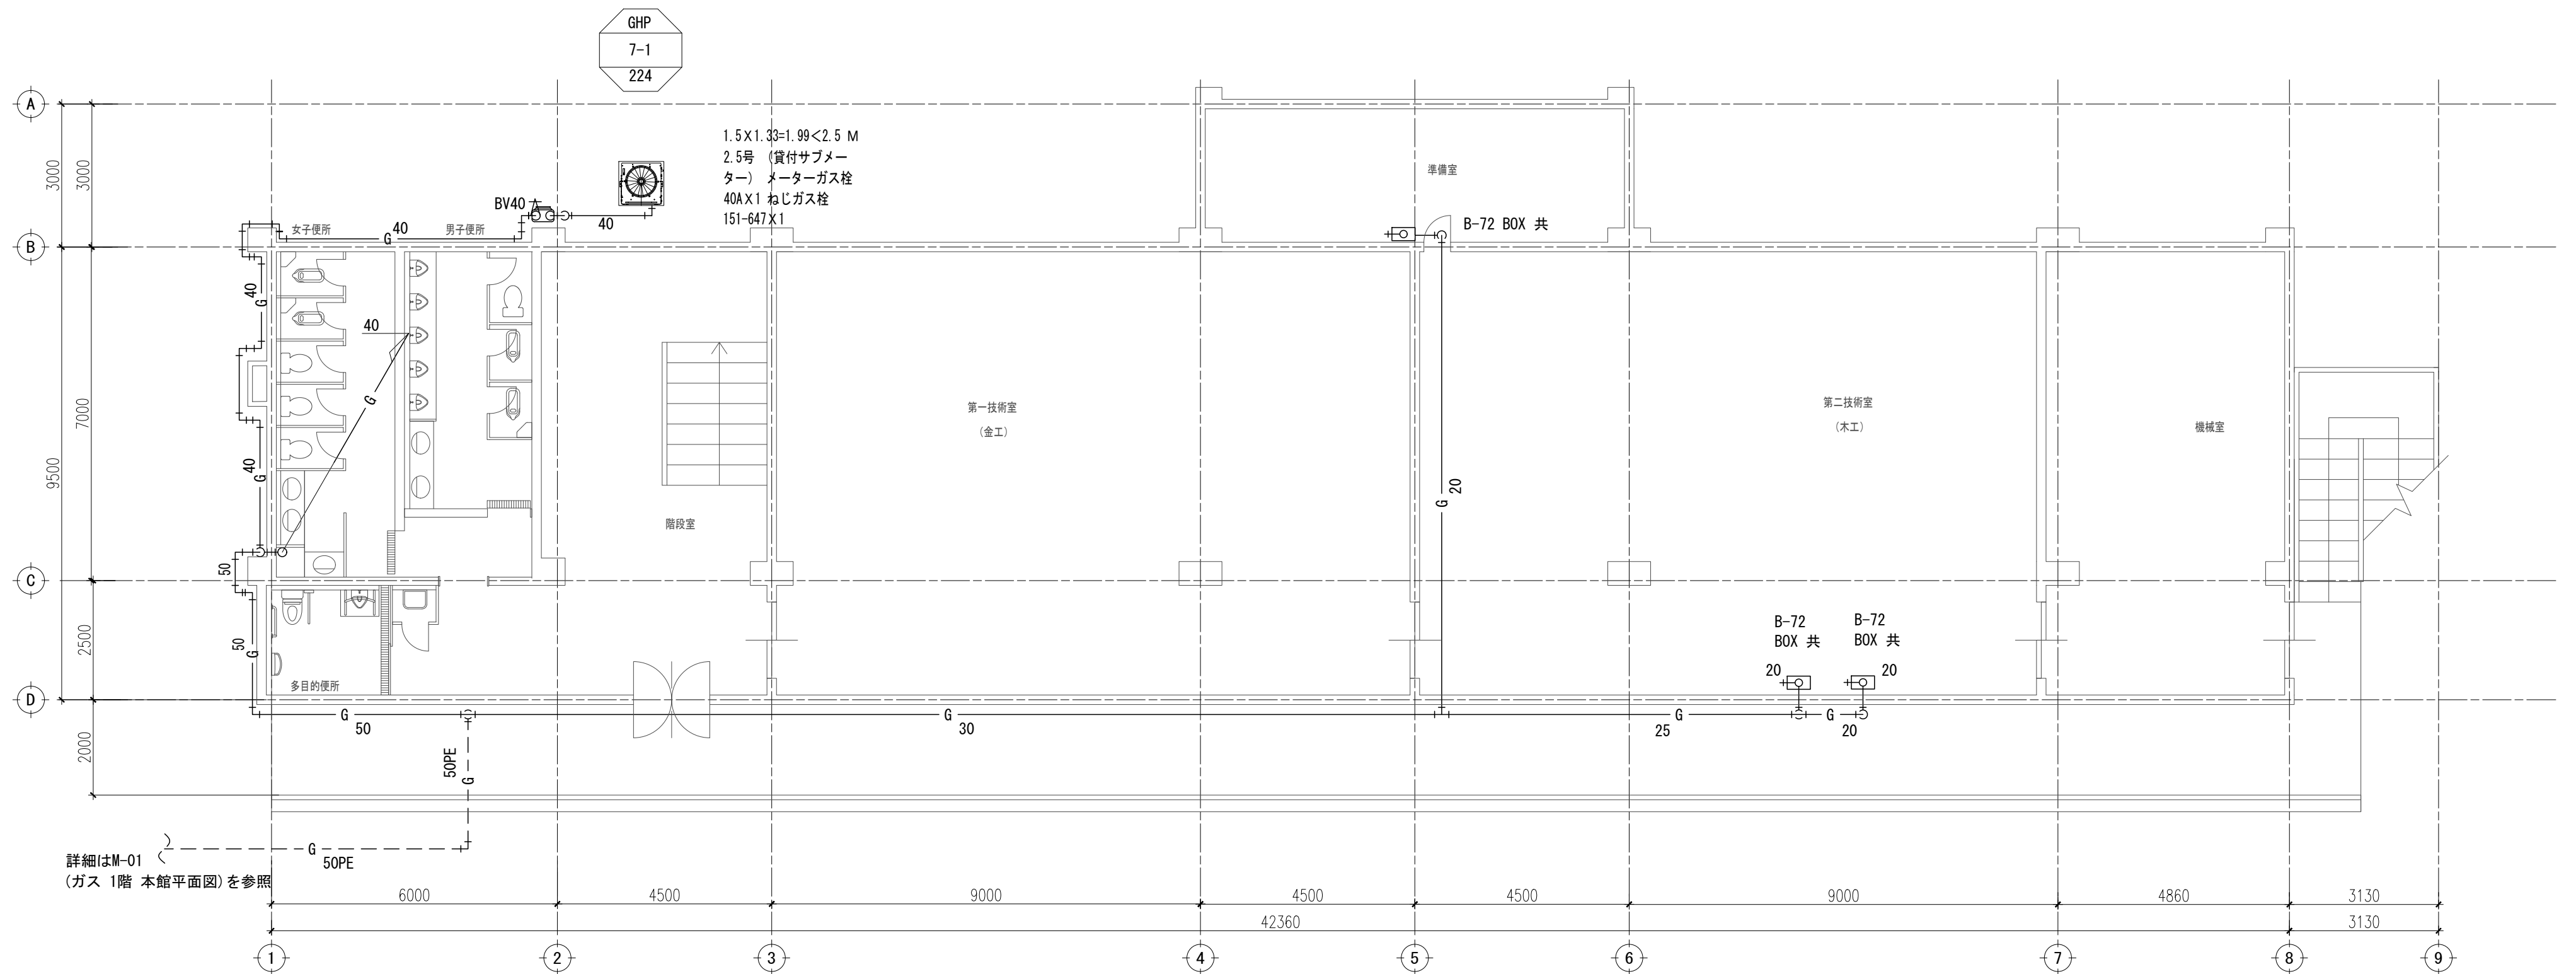 GHP
7-1
224
A
3000
3000
1.5X1.33=1.99<2.5 M
2.5号 (貸付サブメー
ター) メーターガス栓
40AX1 ねじガス栓
151-647X1
準備室
BV40
40
女子便所
40
男子便所
G
B-72 BOX 共
B
40
G
40
G
7000
9500
第一技術室
(金工)
第二技術室
(木工)
機械室
40
G
G
20
階段室
50
C
2500
50
G
B-72
BOX 共
B-72
BOX 共
20
20
多目的便所
D
G
50
G
30
G
25
G
20
2000
50PE
G
G
50PE
詳細はM-01
(ガス 1階 本館平面図)を参照
6000
4500
9000
4500
4500
9000
4860
3130
42360
3130
1
2
3
4
5
6
7
8
9